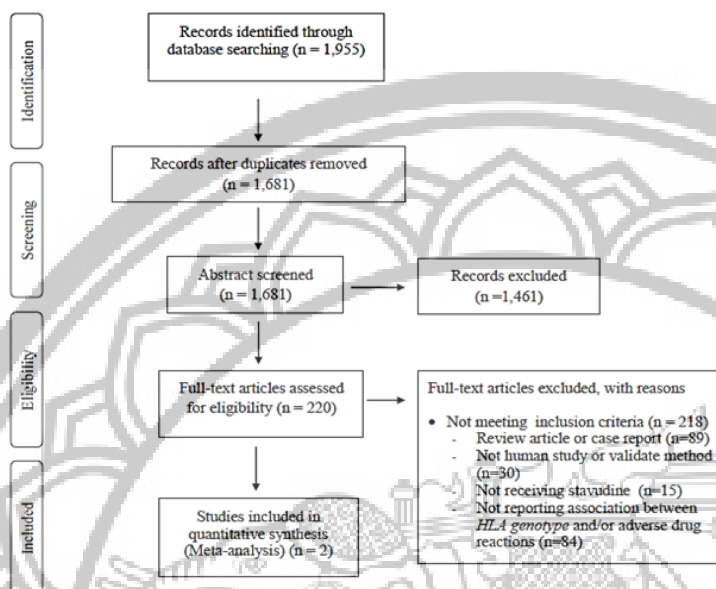 Identification
Records identified through
database searching (n = 1,955)
Records after duplicates removed
(n = 1,681)
Screening
Abstract screened
(n = 1,681)
Records excluded
(n =1,461)
Eligibility
Full-text articles assessed
for eligibility (n = 220)
Full-text articles excluded, with reasons
• Not meeting inclusion criteria (n = 218)
- Review article or case report (n=89)
- Not human study or validate method
(n=30)
- Not receiving stavudine (n=15)
- Not reporting association between
HLA genotype and/or adverse drug
reactions (n=84)
Included
Studies included in
quantitative synthesis
(Meta-analysis) (n = 2)